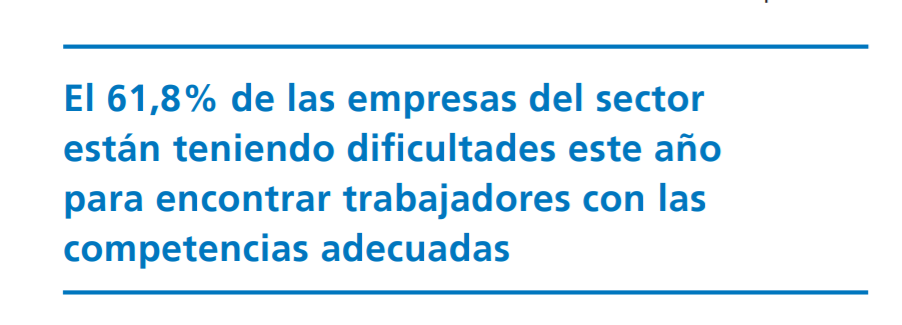 El 61,8% de las empresas del sector
están teniendo dificultades este año
para encontrar trabajadores con las
competencias adecuadas